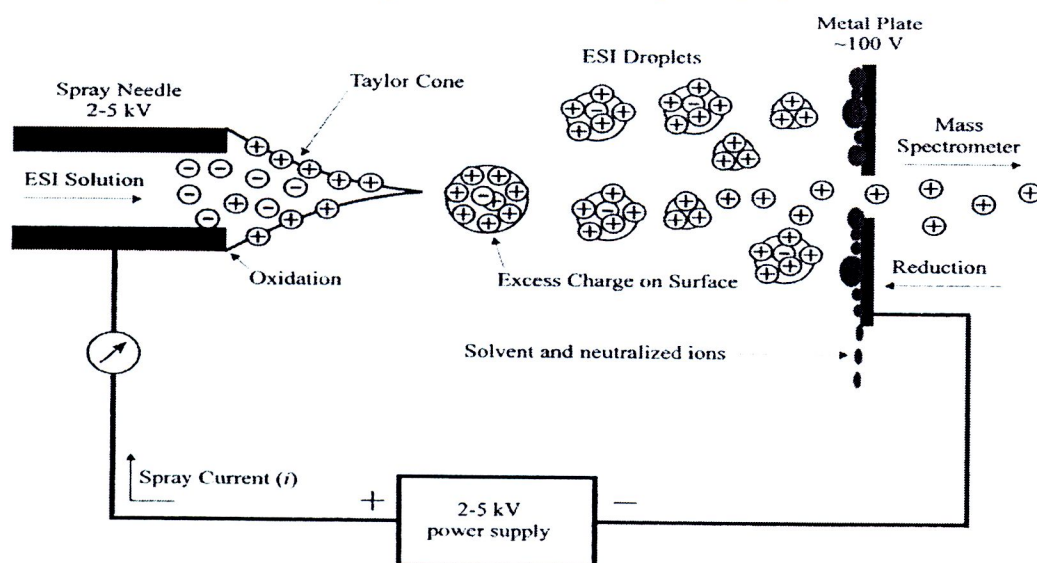 Metal Plate
~100 V
ESI Droplets
Spray Needle
2-5 kV
Taylor Cone
Mass
Spectrometer
ESI Solution
Oxidation
Excess Charge on Surface
Reduction
Solvent and neutralized ions
Spray Current (i)
+
2-5 kV
power supply
−